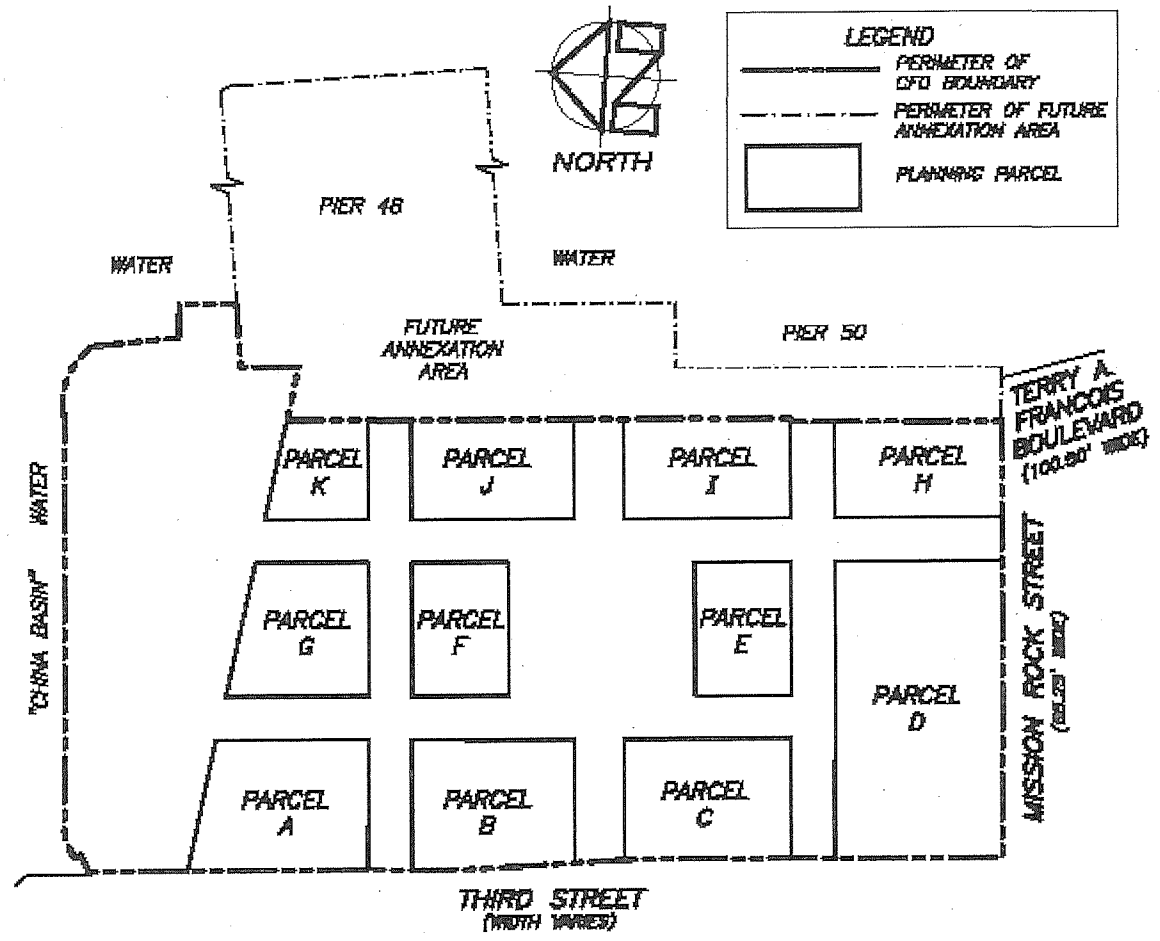 LEGEND
PERIMETER OF
CFD BOUNDARY
PERIMETER OF FUTURE
ANNEXATION AREA
PLANNING PARCEL
NORTH
PIER 48
WATER
WATER
FUTURE
ANNEXATION
AREA
PIER 50
TERRY A.
FRANCOIS
BOULEVARD
PARCEL
K
PARCEL
J
PARCEL
I
PARCEL
H
"CHINA BASIN" WATER
PARCEL
G
PARCEL
F
PARCEL
E
PARCEL
D
MISSION ROCK STREET
PARCEL
A
PARCEL
B
PARCEL
C
THIRD STREET
(WIDTH VARIES)